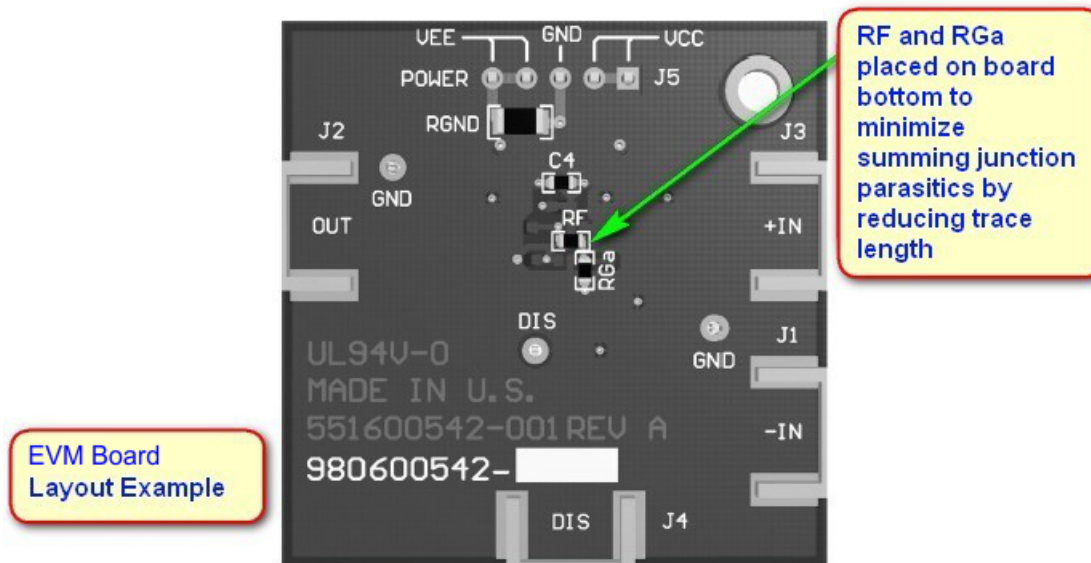 VEE GND VCC
POWER J5
RGND
J2
GND
OUT
C4
RF
RGa
J3
+IN
DIS
GND
J1
-IN
UL94V-0
MADE IN U.S.
551600542-001 REV A
980600542-
DIS J4
RF and RGa
placed on board
bottom to
minimize
summing junction
parasitics by
reducing trace
length
EVM Board
Layout Example